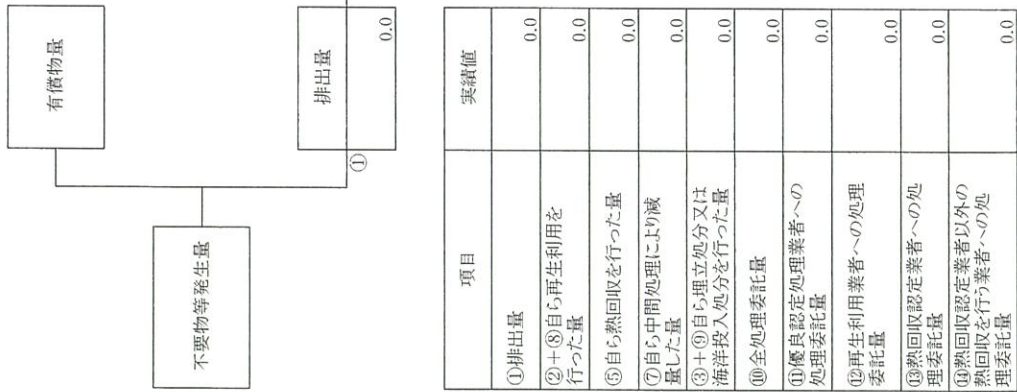 不要物等発生量
有償物量
排出量
①
0.0
項目
実績値
①排出量
0.0
②+⑧自ら再生利用を
行った量
0.0
⑤自ら熱回収を行った量
0.0
⑦自ら中間処理により減
量した量
0.0
③+⑨自ら埋立処分又は
海洋投入処分を行った量
0.0
⑩全処理委託量
0.0
⑪優良認定処理業者への
処理委託量
0.0
⑫再生利用業者への処理
委託量
0.0
⑬熱回収認定業者への処
理委託量
0.0
⑭熱回収認定業者以外の
熱回収を行う業者への処
理委託量
0.0